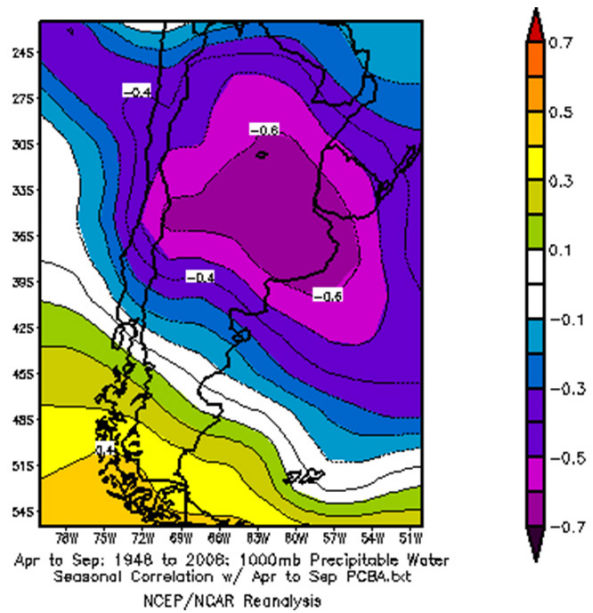 24S
27S
30S
33S
36S
39S
42S
45S
48S
51S
54S
-0.4
-0.6
-0.4
-0.6
0.4
78W 75W 72W 69W 66W 63W 60W 57W 54W 51W
0.7
0.5
0.3
0.1
-0.1
-0.3
-0.5
-0.7
Apr to Sep: 1948 to 2006: 1000mb Precipitable Water
Seasonal Correlation w/ Apr to Sep PCBA.txt
NCEP/NCAR Reanalysis